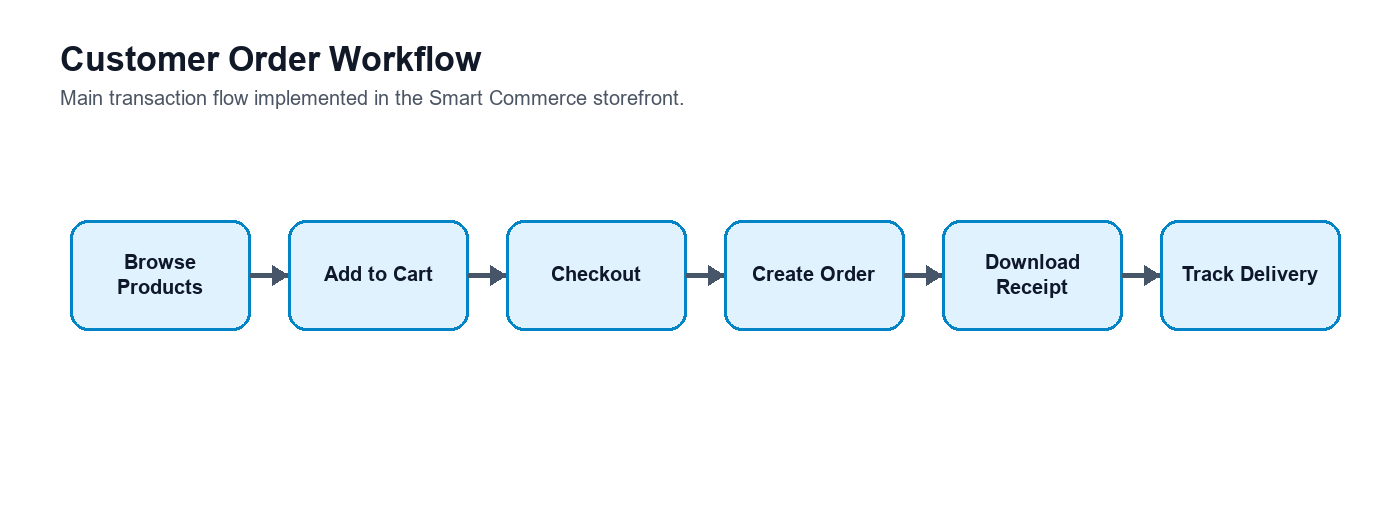 Customer Order Workflow
Main transaction flow implemented in the Smart Commerce storefront.
Browse
Products
Add to Cart
Checkout
Create Order
Download
Receipt
Track Delivery